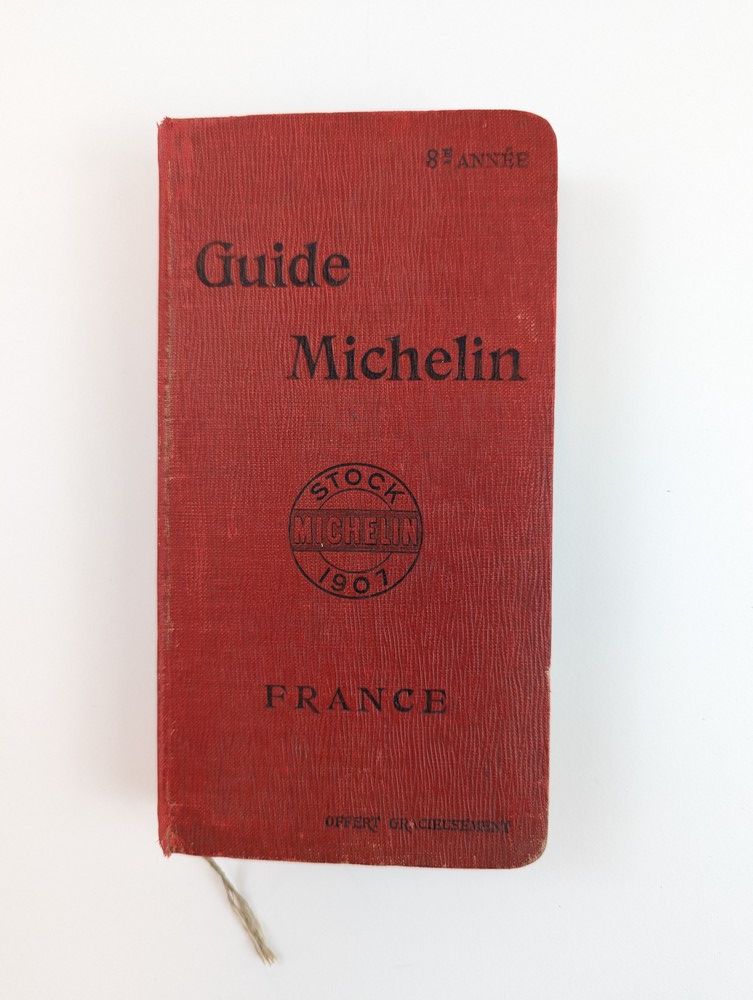 8E ANNÉE
Guide
Michelin
STOCK
MICHELIN
1907
FRANCE
OFFERT GRACIEUSEMENT